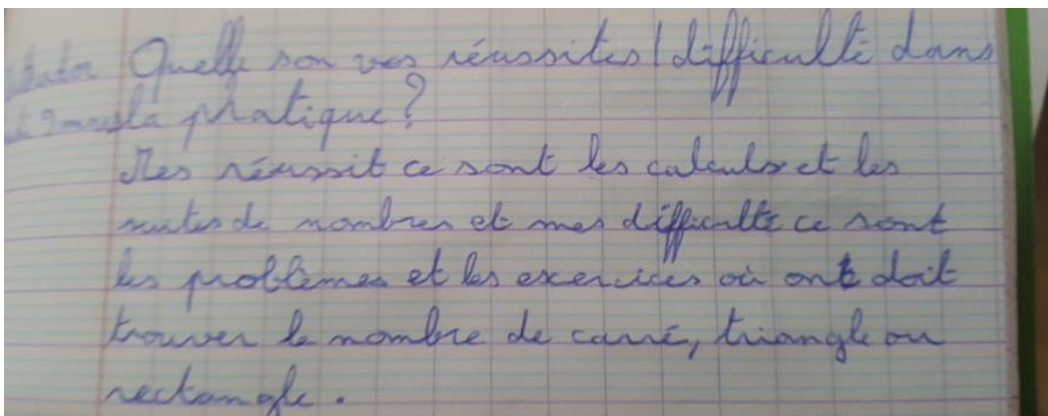 Quelle son vos réussites / difficulté dans
la pratique ?
Mes réussit ce sont les calculs et les
suites de nombres et mes difficulté ce sont
les problèmes et les exercices où ont doit
trouver le nombre de carré, triangle ou
rectangle.